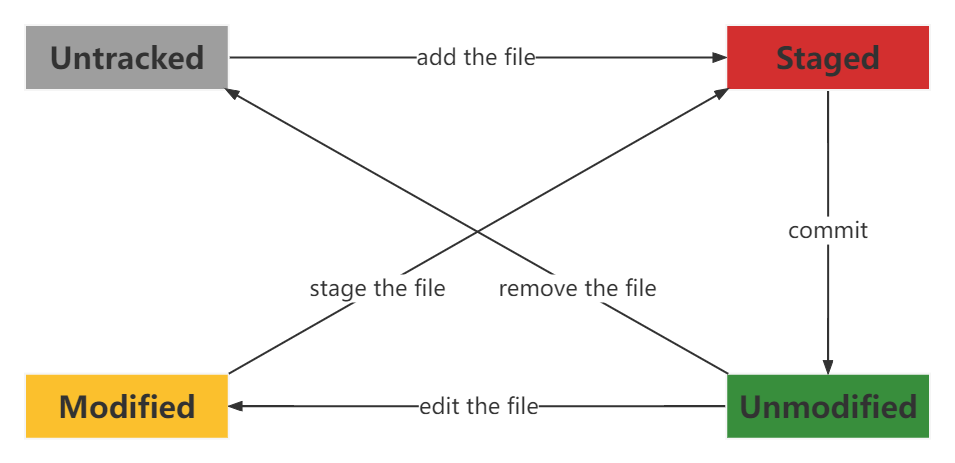 Untracked
add the file
Staged
commit
stage the file
remove the file
Modified
edit the file
Unmodified